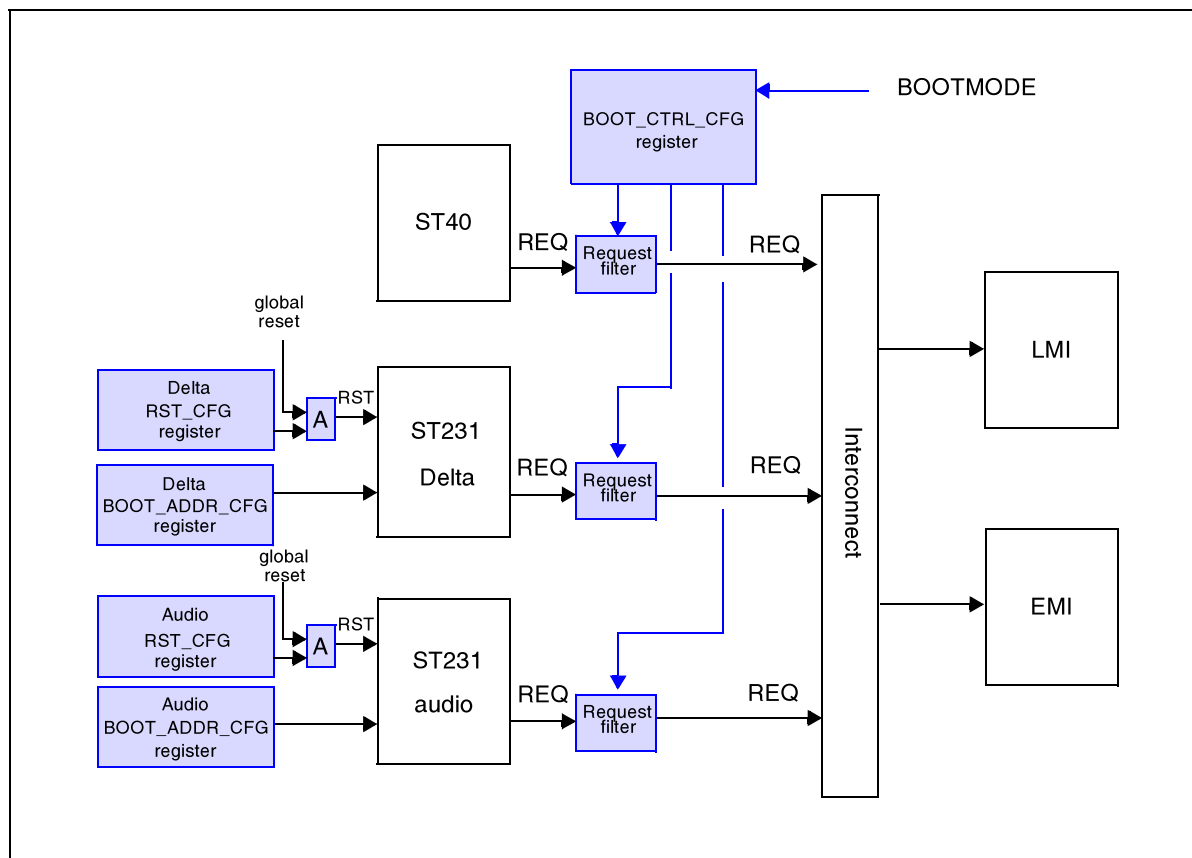 BOOTMODE
BOOT_CTRL_CFG
register
ST40
REQ
Request
filter
REQ
global
reset
LMI
Delta
RST_CFG
register
A
RST
ST231
Delta
REQ
Request
filter
REQ
Interconnect
Delta
BOOT_ADDR_CFG
register
global
reset
EMI
Audio
RST_CFG
register
A
RST
ST231
audio
REQ
Request
filter
REQ
Audio
BOOT_ADDR_CFG
register